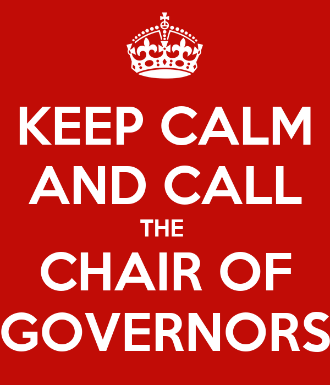 KEEP CALM
AND CALL
THE
CHAIR OF
GOVERNORS